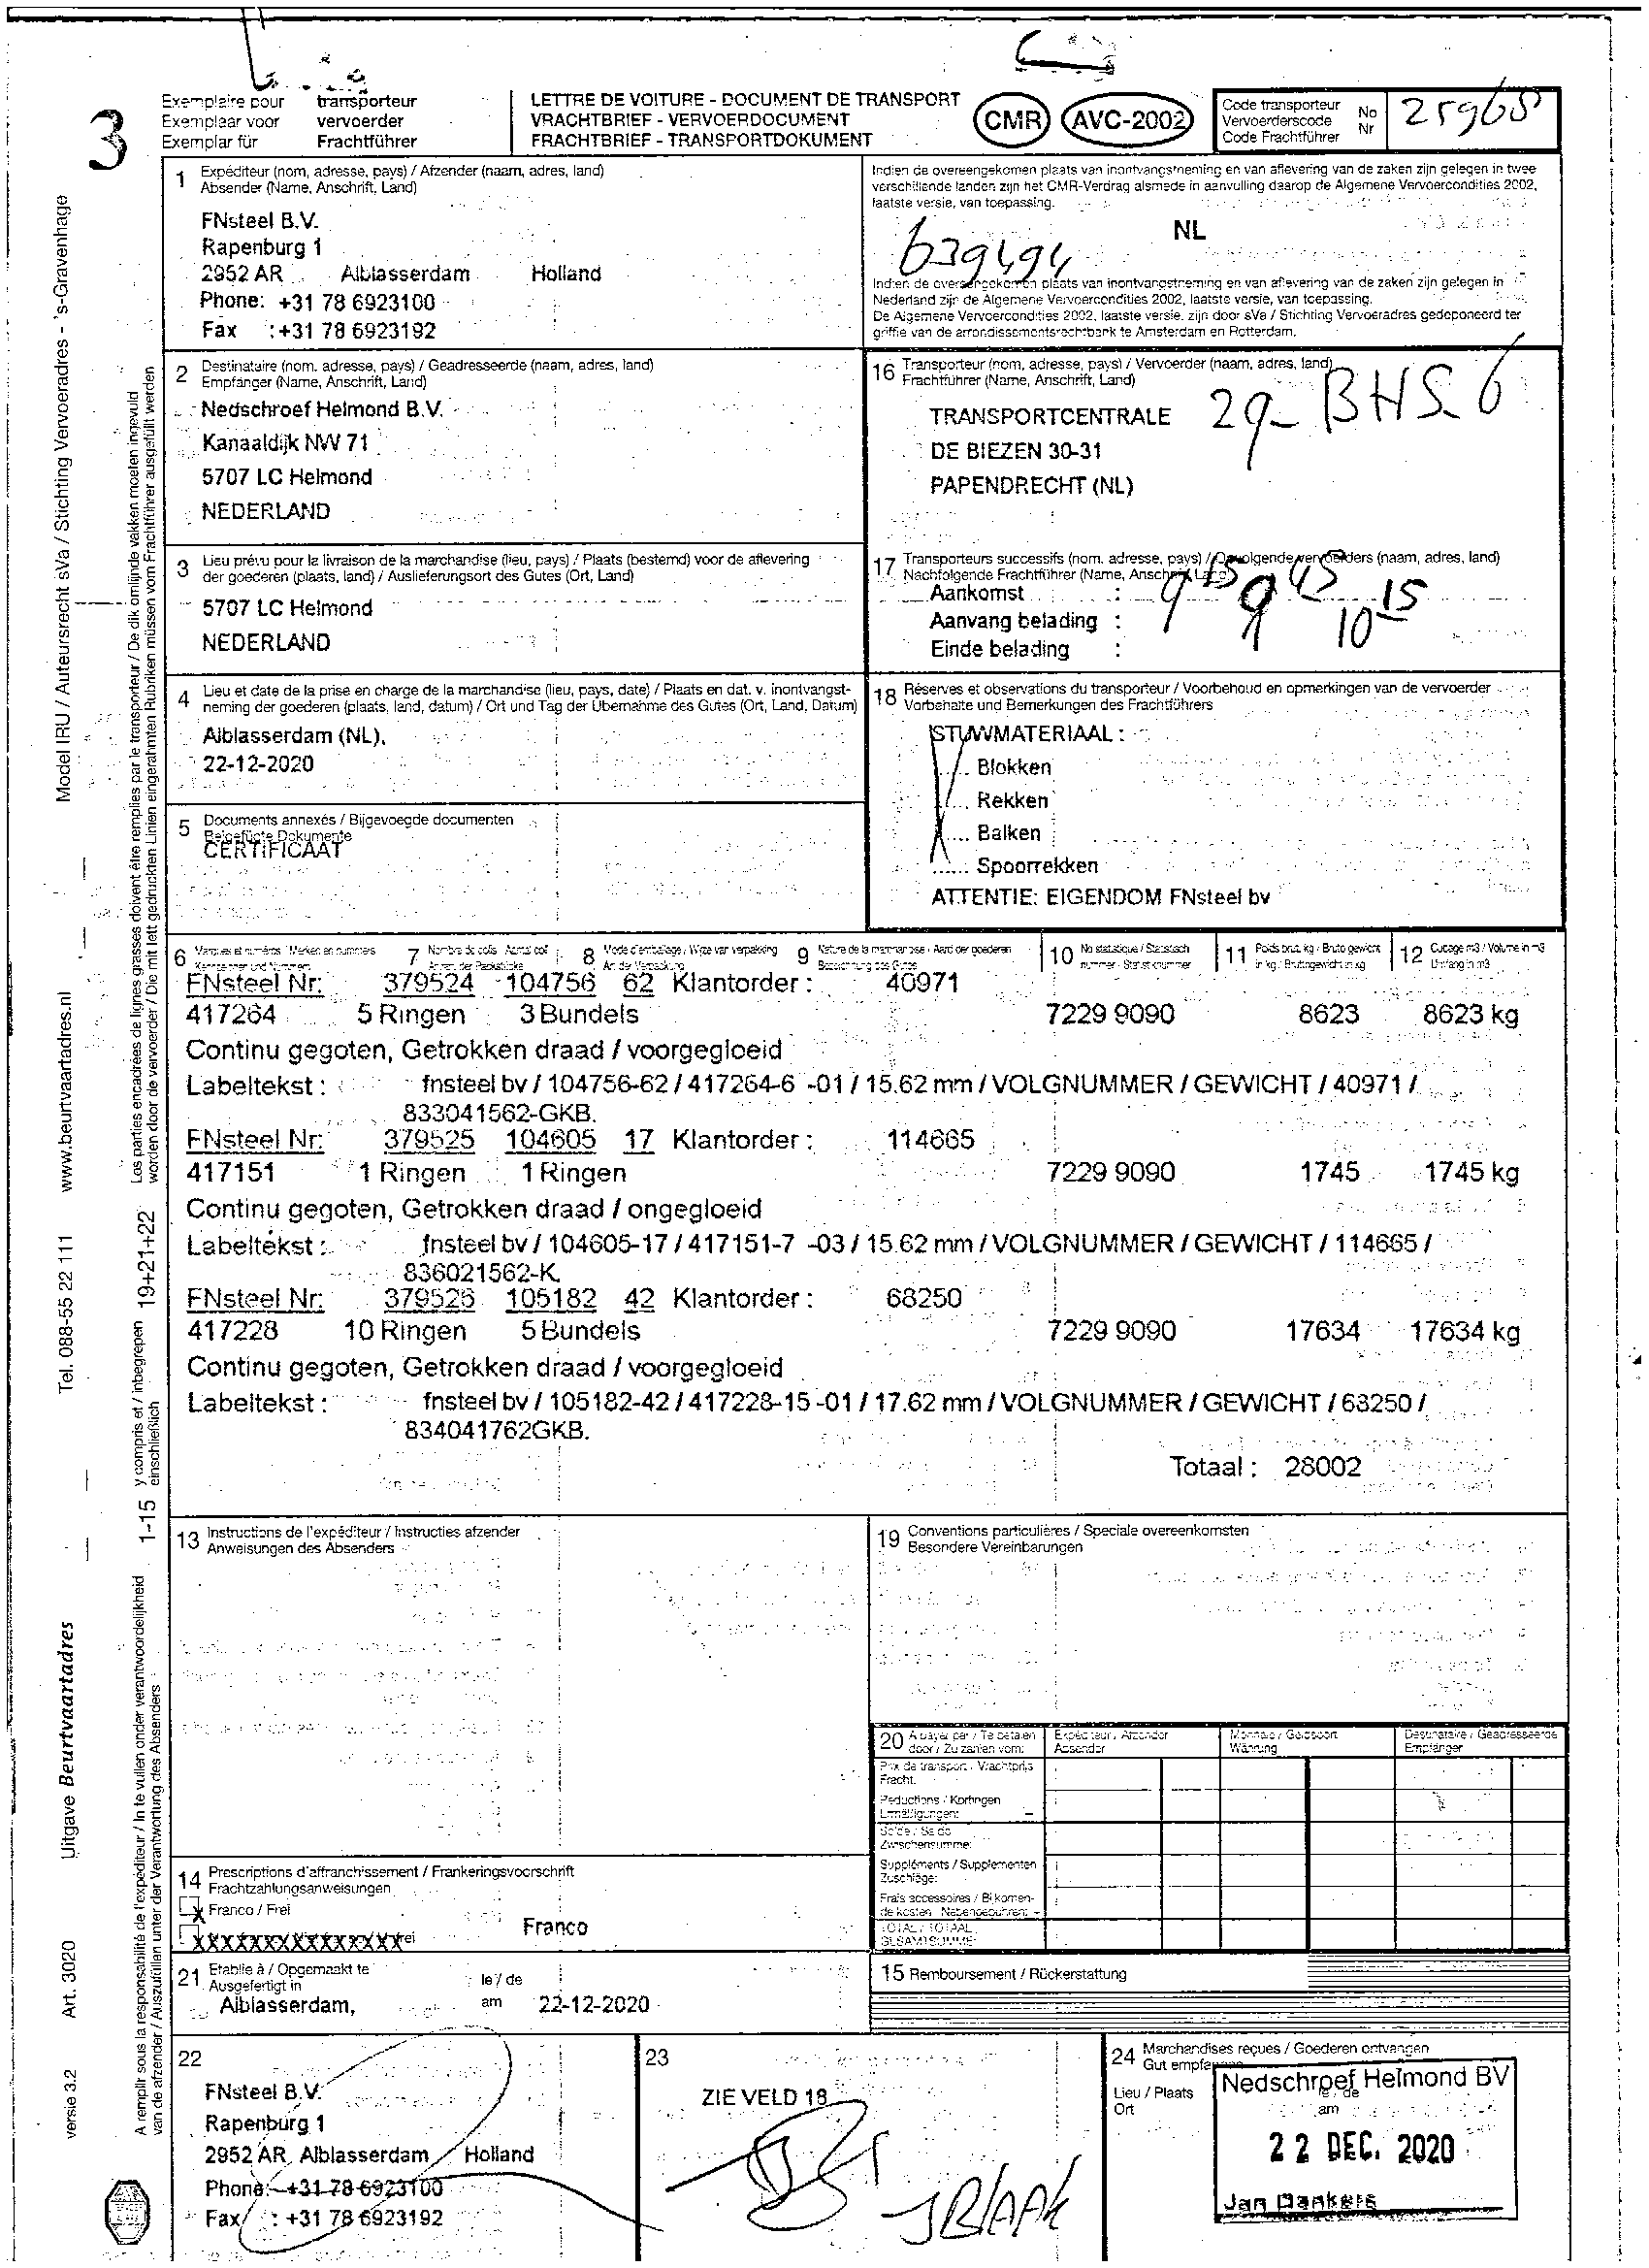 3
Exemplaire pour transporteur
Exemplaar voor vervoerder
Exemplar für Frachtführer
LETTRE DE VOITURE - DOCUMENT DE TRANSPORT
VRACHTBRIEF - VERVOERDOCUMENT
FRACHTBRIEF - TRANSPORTDOKUMENT
CMR AVC-2002
Code transporteur
Vervoerderscode
Code Frachtführer
No
Nr
25968
1 Expéditeur (nom, adresse, pays) / Afzender (naam, adres, land)
Absender (Name, Anschrift, Land)
FNsteel B.V.
Rapenburg 1
2952 AR Alblasserdam Holland
Phone: +31 78 6923100
Fax :+31 78 6923192
Indien de overeengekomen plaats van inontvangstneming en van aflevering van de zaken zijn gelegen in twee
verschillende landen zijn het CMR-Verdrag alsmede in aanvulling daarop de Algemene Vervoercondities 2002,
laatste versie, van toepassing.
NL
639494
Indien de overeengekomen plaats van inontvangstneming en van aflevering van de zaken zijn gelegen in
Nederland zijn de Algemene Vervoercondities 2002, laatste versie, van toepassing.
De Algemene Vervoercondities 2002, laatste versie. zijn door sVa / Stichting Vervoeradres gedeponeerd ter
griffie van de arrondissementsrechtbank te Amsterdam en Rotterdam.
2 Destinataire (nom. adresse, pays) / Geadresseerde (naam, adres, land)
Empfänger (Name, Anschrift, Land)
Nedschroef Helmond B.V.
Kanaaldijk NW 71
5707 LC Helmond
NEDERLAND
16 Transporteur (nom, adresse, pays) / Vervoerder (naam, adres, land)
Frachtführer (Name, Anschrift, Land)
TRANSPORTCENTRALE
DE BIEZEN 30-31
PAPENDRECHT (NL)
29-BHS-6
3 Lieu prévu pour la livraison de la marchandise (lieu, pays) / Plaats (bestemd) voor de aflevering
der goederen (plaats, land) / Auslieferungsort des Gutes (Ort, Land)
5707 LC Helmond
NEDERLAND
17 Transporteurs successifs (nom. adresse, pays) / Opvolgende vervoerders (naam, adres, land)
Nachfolgende Frachtführer (Name, Anschrift, Land)
Aankomst : 9 15
Aanvang belading : 9 45
Einde belading : 10 15
4 Lieu et date de la prise en charge de la marchandise (lieu, pays, date) / Plaats en dat. v. inontvangst-
neming der goederen (plaats, land, datum) / Ort und Tag der Übernahme des Gutes (Ort, Land, Datum)
Alblasserdam (NL),
22-12-2020
18 Réserves et observations du transporteur / Voorbehoud en opmerkingen van de vervoerder
Vorbehalte und Bemerkungen des Frachtführers
STUWMATERIAAL :
...... Blokken
...... Rekken
...... Balken
...... Spoorrekken
ATTENTIE: EIGENDOM FNsteel bv
5 Documents annexés / Bijgevoegde documenten
Beigefügte Dokumente
CERTIFICAAT
6 Marques et numéros / Merken en nummers
Kennzeichen und Nummern
7 Nombre de colis / Aantal colli
Anzahl der Packstücke
8 Mode d'emballage / Wijze van verpakking
Art der Verpackung
9 Nature de la marchandise / Aard der goederen
Bezeichnung des Gutes
10 No statistique / Statistisch
nummer - Statistiknummer
11 Poids brut, kg / Bruto gewicht
in kg / Bruttogewicht in kg
12 Cubage m3 / Volume in m3
Umfang in m3
FNsteel Nr: 379524 104756 62 Klantorder : 40971
417264 5 Ringen 3 Bundels 7229 9090 8623 8623 kg
Continu gegoten, Getrokken draad / voorgegloeid
Labeltekst : fnsteel bv / 104756-62 / 417264-6 -01 / 15.62 mm / VOLGNUMMER / GEWICHT / 40971 /
833041562-GKB.
FNsteel Nr: 379525 104605 17 Klantorder : 114665
417151 1 Ringen 1 Ringen 7229 9090 1745 1745 kg
Continu gegoten, Getrokken draad / ongegloeid
Labeltekst : fnsteel bv / 104605-17 / 417151-7 -03 / 15.62 mm / VOLGNUMMER / GEWICHT / 114665 /
836021562-K.
FNsteel Nr: 379526 105182 42 Klantorder : 68250
417228 10 Ringen 5 Bundels 7229 9090 17634 17634 kg
Continu gegoten, Getrokken draad / voorgegloeid
Labeltekst : fnsteel bv / 105182-42 / 417228-15 -01 / 17.62 mm / VOLGNUMMER / GEWICHT / 68250 /
834041762GKB.
Totaal : 28002
13 Instructions de l'expéditeur / Instructies afzender
Anweisungen des Absenders
19 Conventions particulières / Speciale overeenkomsten
Besondere Vereinbarungen
20 A payer par / Te betalen
door / Zu zahlen vom:
Expéditeur / Afzender
Absender
Monnaie / Geldsoort
Währung
Destinataire / Geadresseerde
Empfänger
Prix de transport / Vrachtprijs
Fracht:
Réductions / Kortingen
Ermäßigungen: -
Solde / Saldo
Zwischensumme:
Suppléments / Supplementen
Zuschläge:
Frais accessoires / Bijkomen-
de kosten / Nebengebühren: -
TOTAL / TOTAAL
GESAMTSUMME:
14 Prescriptions d'affranchissement / Frankeringsvoorschrift
Frachtzahlungsanweisungen
x Franco / Frei
XXXXXXXXXXXXXXXrei
Franco
15 Remboursement / Rückerstattung
21 Etablie à / Opgemaakt te
Ausgefertigt in
Alblasserdam,
le / de
am 22-12-2020
22
FNsteel B.V.
Rapenburg 1
2952 AR Alblasserdam Holland
Phone: +31 78 6923100
Fax : +31 78 6923192
23
ZIE VELD 18
JBlaak
24 Marchandises reçues / Goederen ontvangen
Gut empfangen
Lieu / Plaats
Ort
le / de
am
Nedschroef Helmond BV
22 DEC. 2020
Jan Dankers
Model IRU / Auteursrecht sVa / Stichting Vervoeradres - 's-Gravenhage
www.beurtvaartadres.nl
Tel. 088-55 22 111
Uitgave Beurtvaartadres
Art. 3020
versie 3.2
Les parties encadrées de lignes grasses doivent être remplies par le transporteur / De dik omlijnde vakken moeten ingevuld
worden door de vervoerder / Die mit fett gedruckten Linien eingerahmten Rubriken müssen vom Frachtführer ausgefüllt werden
1-15 y compris et / inbegrepen 19+21+22
einschließlich
A remplir sous la responsabilité de l'expéditeur / In te vullen onder verantwoordelijkheid
van de afzender / Auszufüllen unter der Verantwortung des Absenders